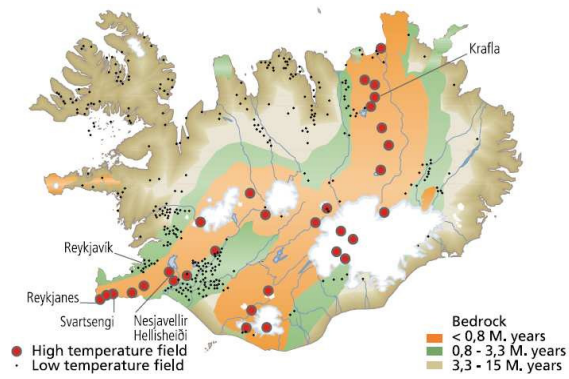 Krafla
Reykjavík
Reykjanes
Svartsengi
Nesjavellir
Hellisheiði
High temperature field
Low temperature field
Bedrock
< 0,8 M. years
0,8 - 3,3 M. years
3,3 - 15 M. years